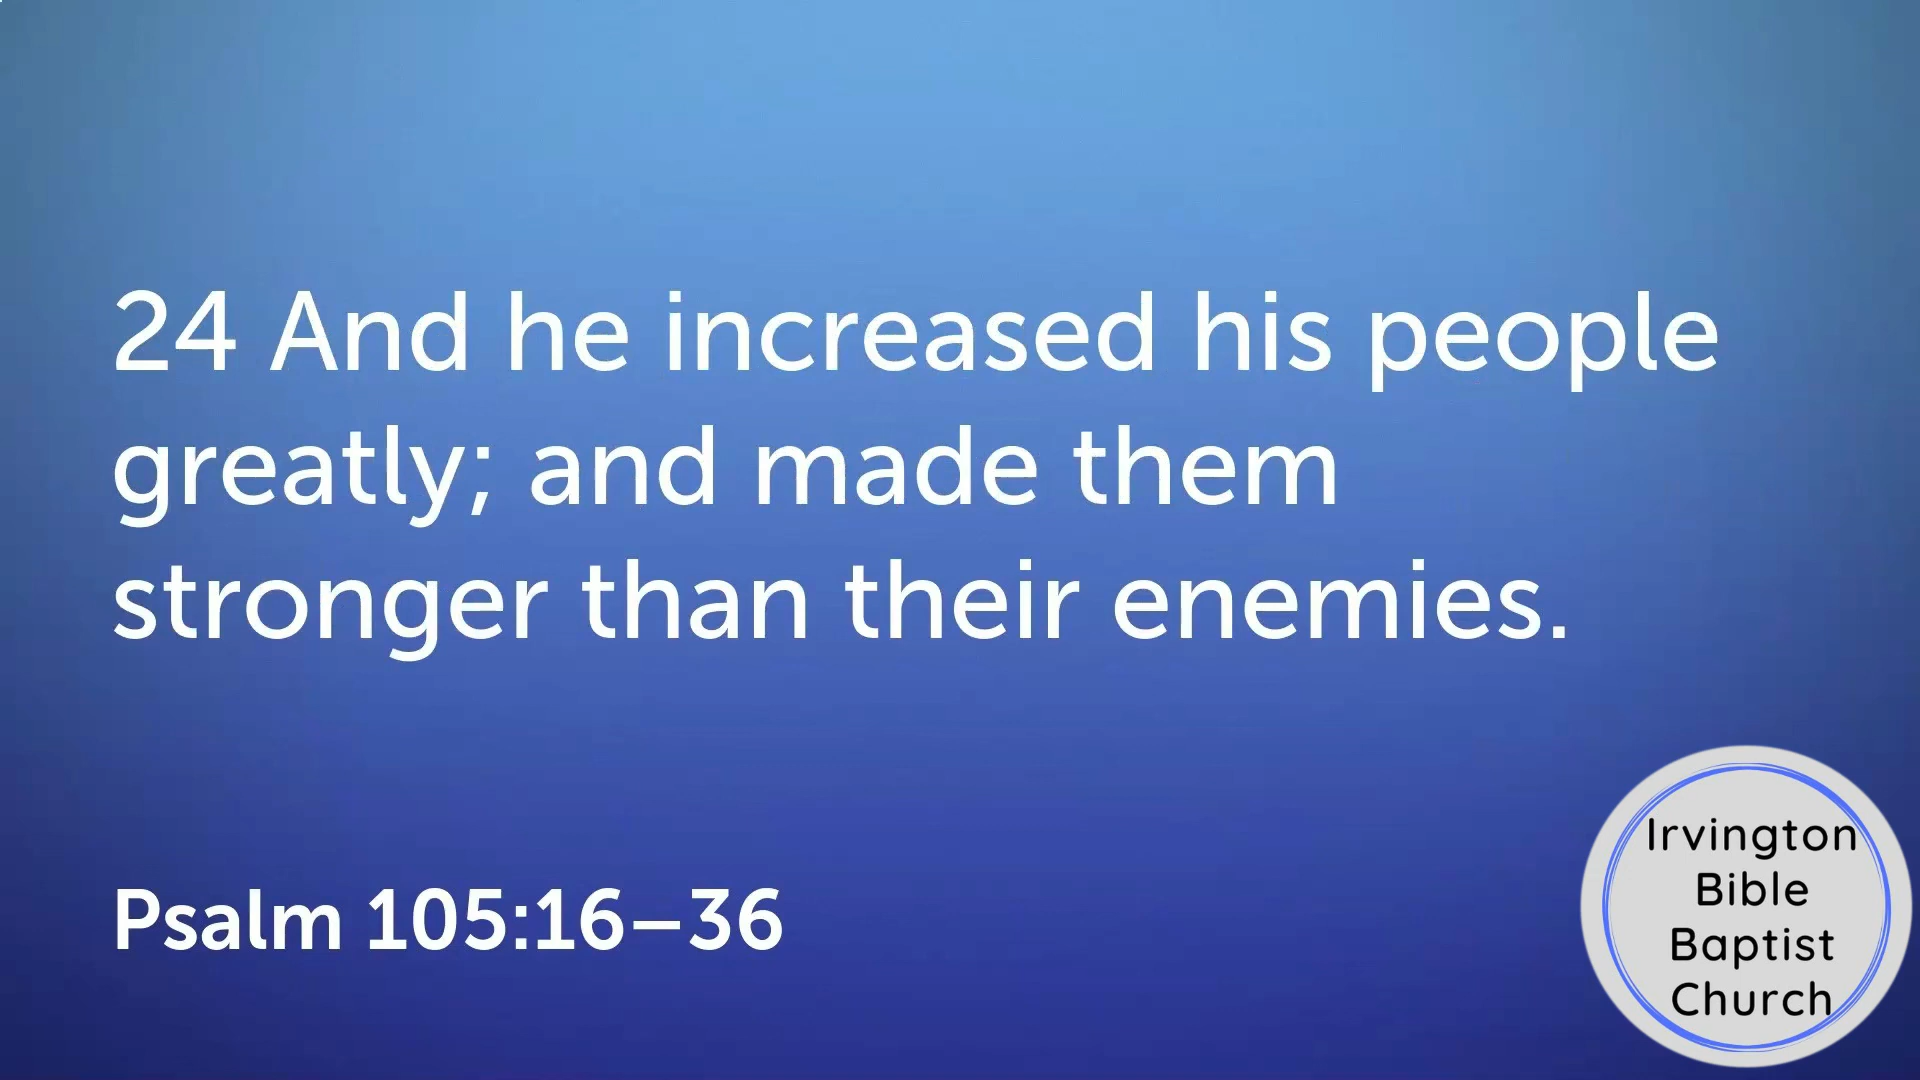 24 And he increased his people
greatly; and made them
stronger than their enemies.
Psalm 105:16–36
Irvington
Bible
Baptist
Church